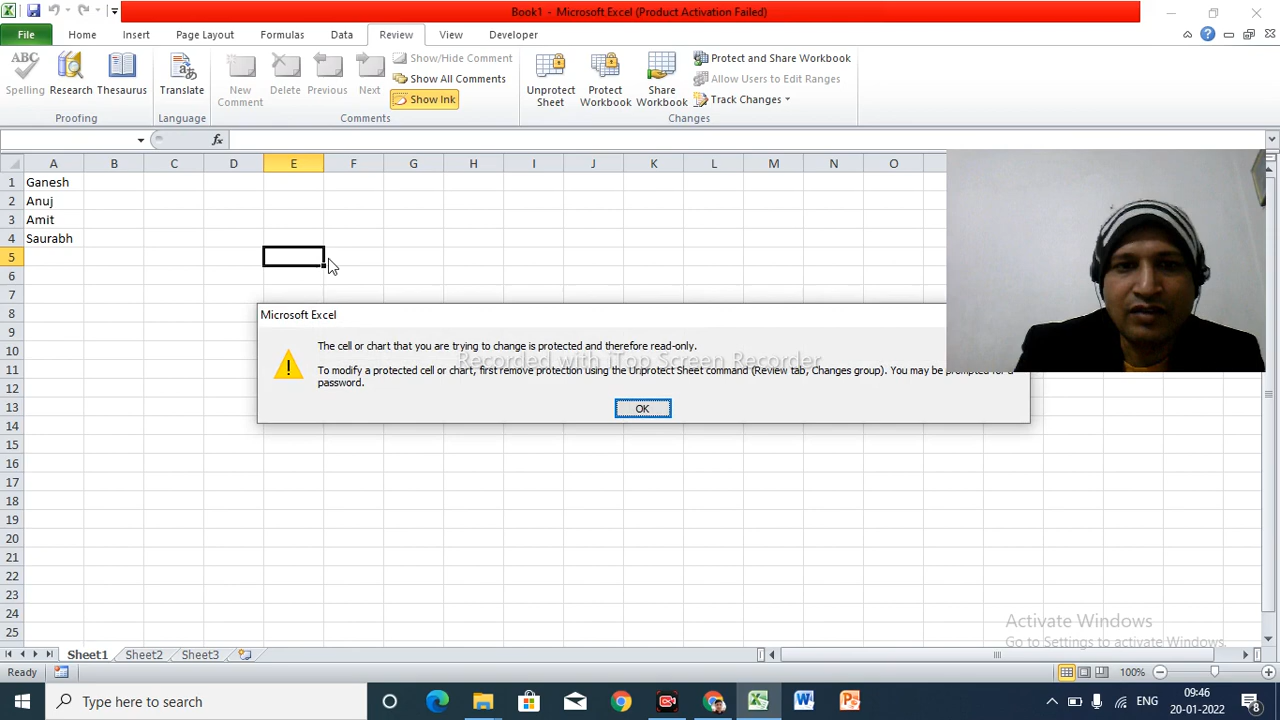 Book1 - Microsoft Excel (Product Activation Failed)
File Home Insert Page Layout Formulas Data Review View Developer
Spelling Research Thesaurus
Proofing
Translate
Language
New Comment Delete Previous Next
Show/Hide Comment
Show All Comments
Show Ink
Comments
Unprotect Sheet Protect Workbook Share Workbook
Protect and Share Workbook
Allow Users to Edit Ranges
Track Changes
Changes
fx
A B C D E F G H I J K L M N O
1 Ganesh
2 Anuj
3 Amit
4 Saurabh
5
6
7
8
9
10
11
12
13
14
15
16
17
18
19
20
21
22
23
24
25
Microsoft Excel
The cell or chart that you are trying to change is protected and therefore read-only.
Recorded with iTop Screen Recorder
To modify a protected cell or chart, first remove protection using the Unprotect Sheet command (Review tab, Changes group). You may be prompted for a
password.
OK
Activate Windows
Go to Settings to activate Windows.
Sheet1 Sheet2 Sheet3
Ready
100%
Type here to search
ENG
09:46
20-01-2022
8